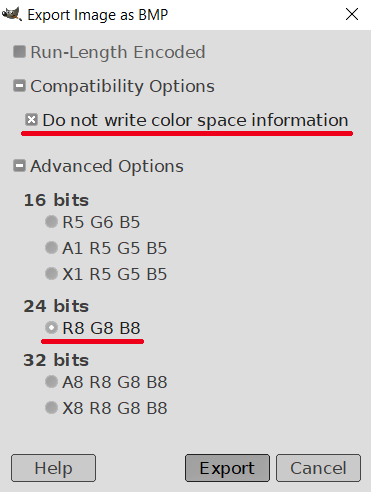 Export Image as BMP
Run-Length Encoded
Compatibility Options
Do not write color space information
Advanced Options
16 bits
R5 G6 B5
A1 R5 G5 B5
X1 R5 G5 B5
24 bits
R8 G8 B8
32 bits
A8 R8 G8 B8
X8 R8 G8 B8
Help Export Cancel